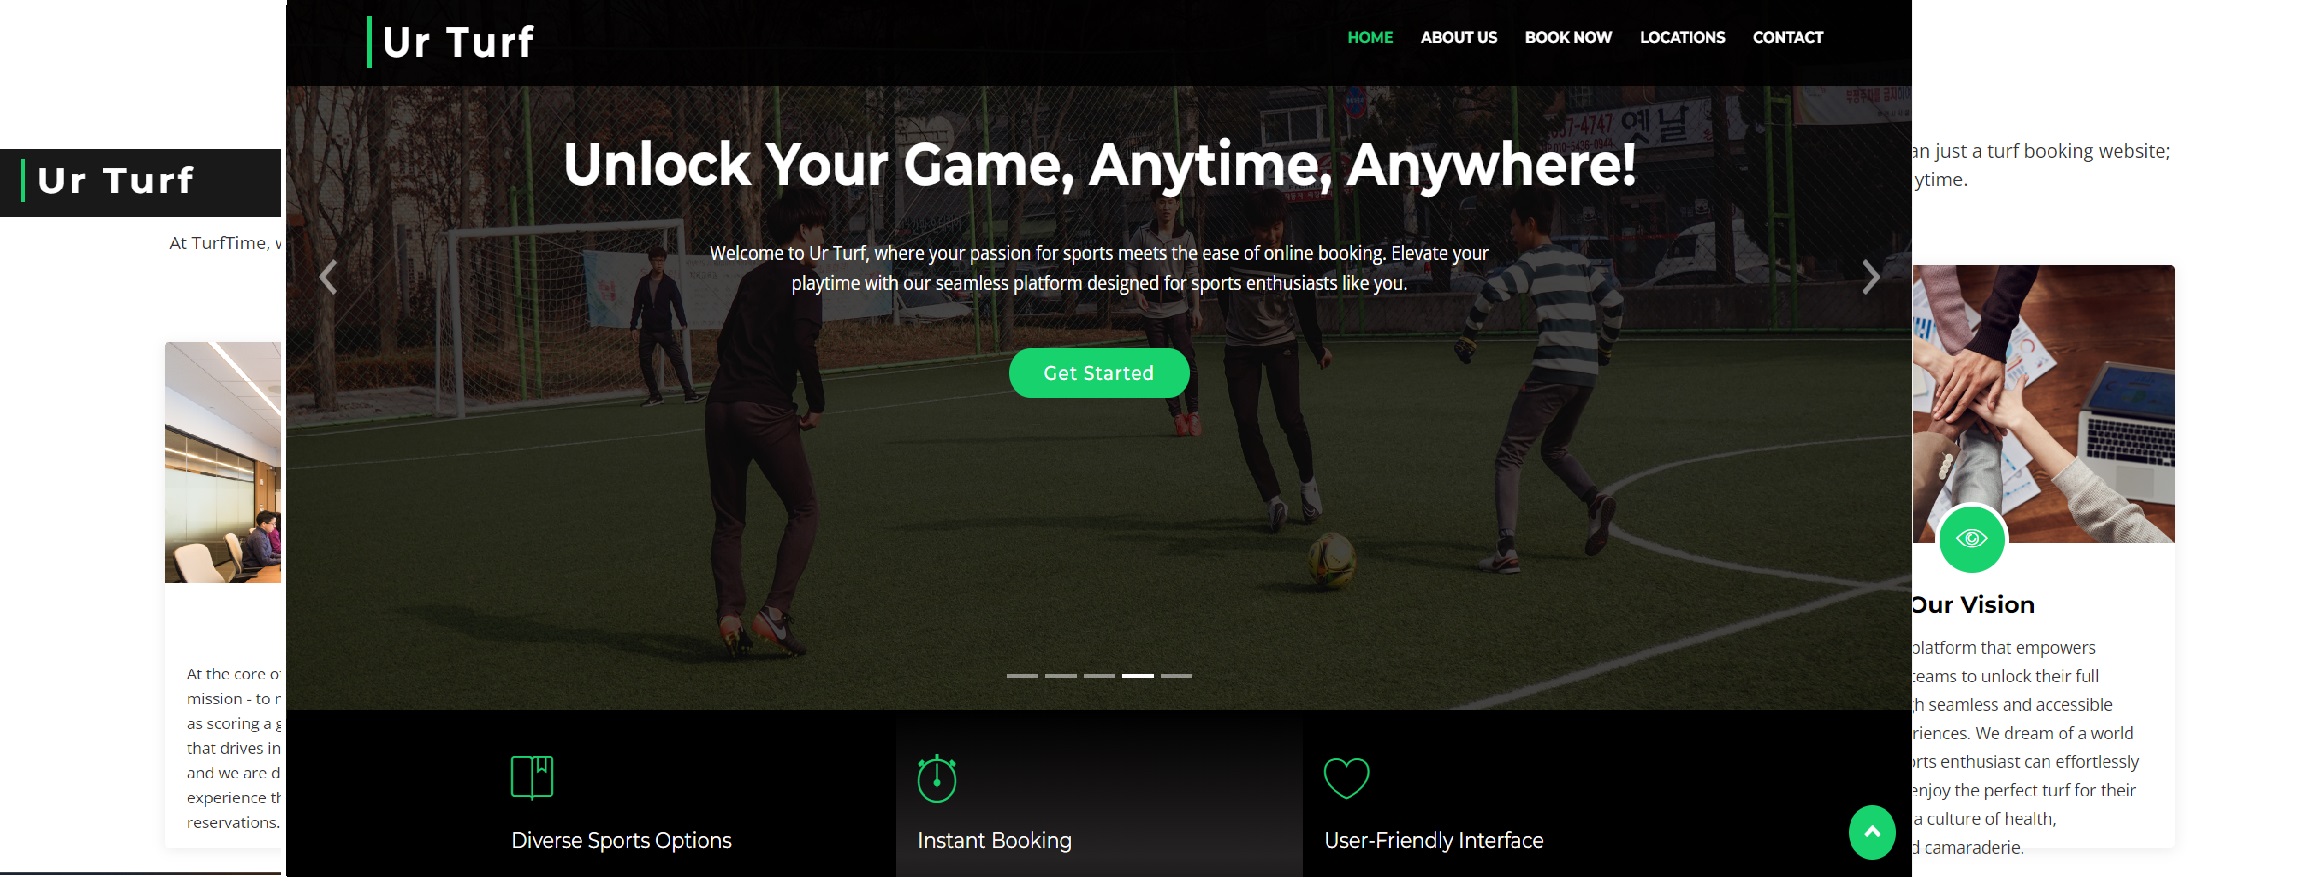 Ur Turf
HOME ABOUT US BOOK NOW LOCATIONS CONTACT
657-4747 옛날
Unlock Your Game, Anytime, Anywhere!
Welcome to Ur Turf, where your passion for sports meets the ease of online booking. Elevate your
playtime with our seamless platform designed for sports enthusiasts like you.
Get Started
Diverse Sports Options
Instant Booking
User-Friendly Interface
Ur Turf
At TurfTime,
At the core
mission - to
as scoring a
that drives in
and we are
experience
reservations.
an just a turf booking website;
ytime.
Our Vision
platform that empowers
teams to unlock their full
seamless and accessible
riences. We dream of a world
orts enthusiast can effortlessly
enjoy the perfect turf for their
a culture of health,
camaraderie.